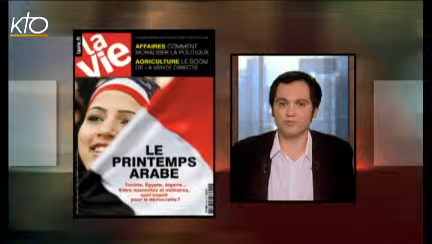 kto
la vie
AFFAIRES COMMENT
MORALISER LA POLITIQUE
AGRICULTURE LE BOOM
DE LA VENTE DIRECTE
LE
PRINTEMPS
ARABE
Tunisie, Égypte, Algérie...
Entre islamistes et militaires,
quel espoir
pour la démocratie ?